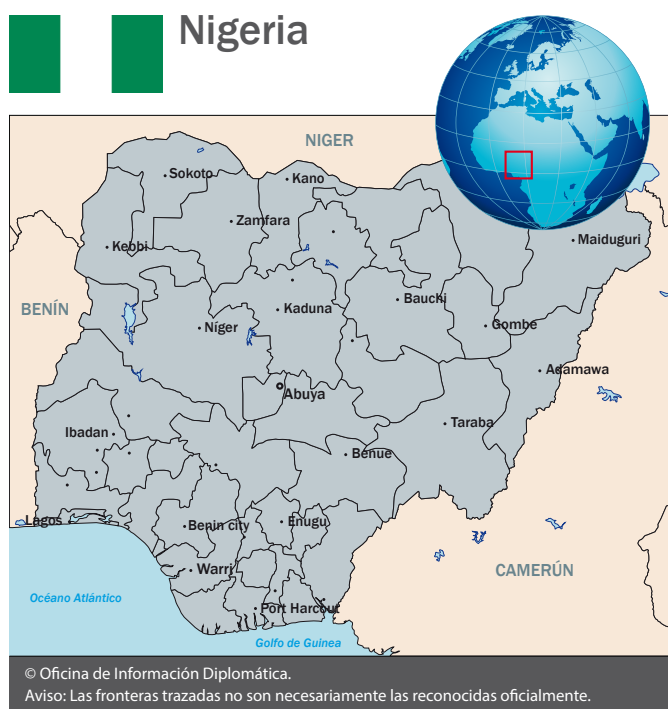 Nigeria
NIGER
Sokoto
Kano
Zamfara
Kebbi
Maiduguri
BENÍN
Kaduna
Bauchi
Níger
Gombe
Adamawa
Abuya
Taraba
Ibadan
Benue
Lagos
Benin city
Enugu
Warri
CAMERÚN
Océano Atlántico
Port Harcout
Golfo de Guinea
© Oficina de Información Diplomática.
Aviso: Las fronteras trazadas no son necesariamente las reconocidas oficialmente.